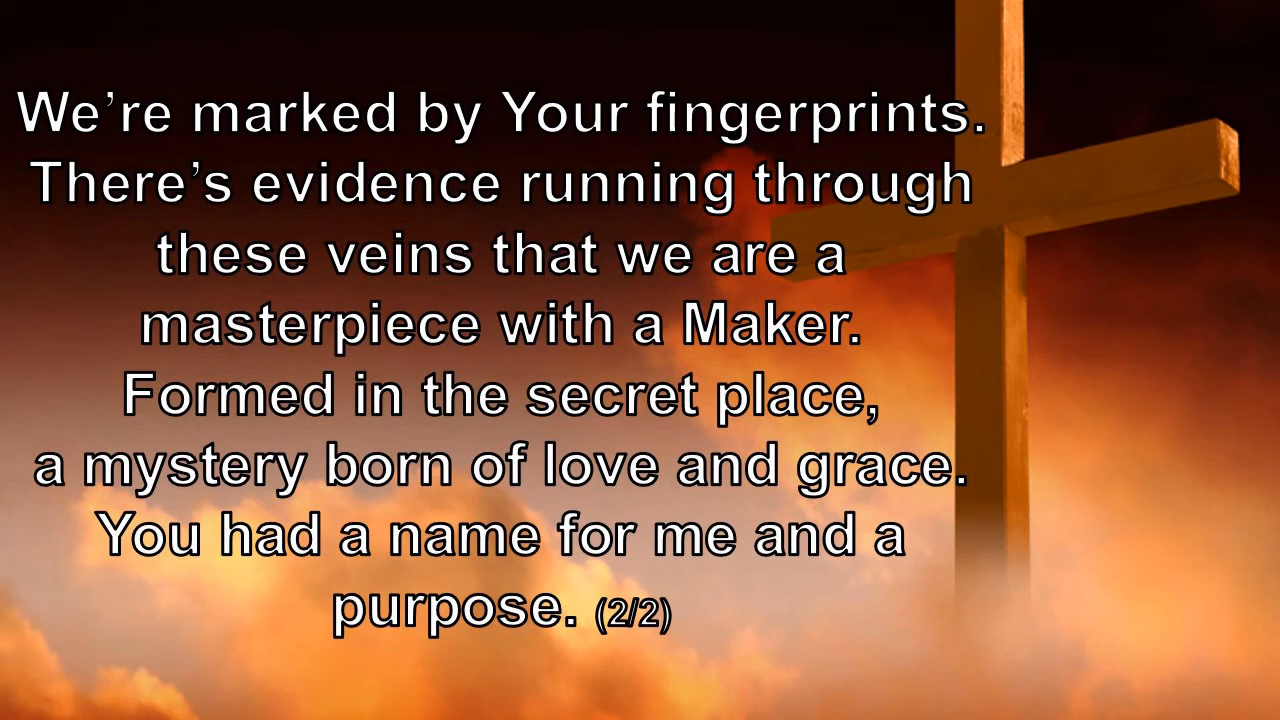 We’re marked by Your fingerprints.
There’s evidence running through
these veins that we are a
masterpiece with a Maker.
Formed in the secret place,
a mystery born of love and grace.
You had a name for me and a
purpose. (2/2)